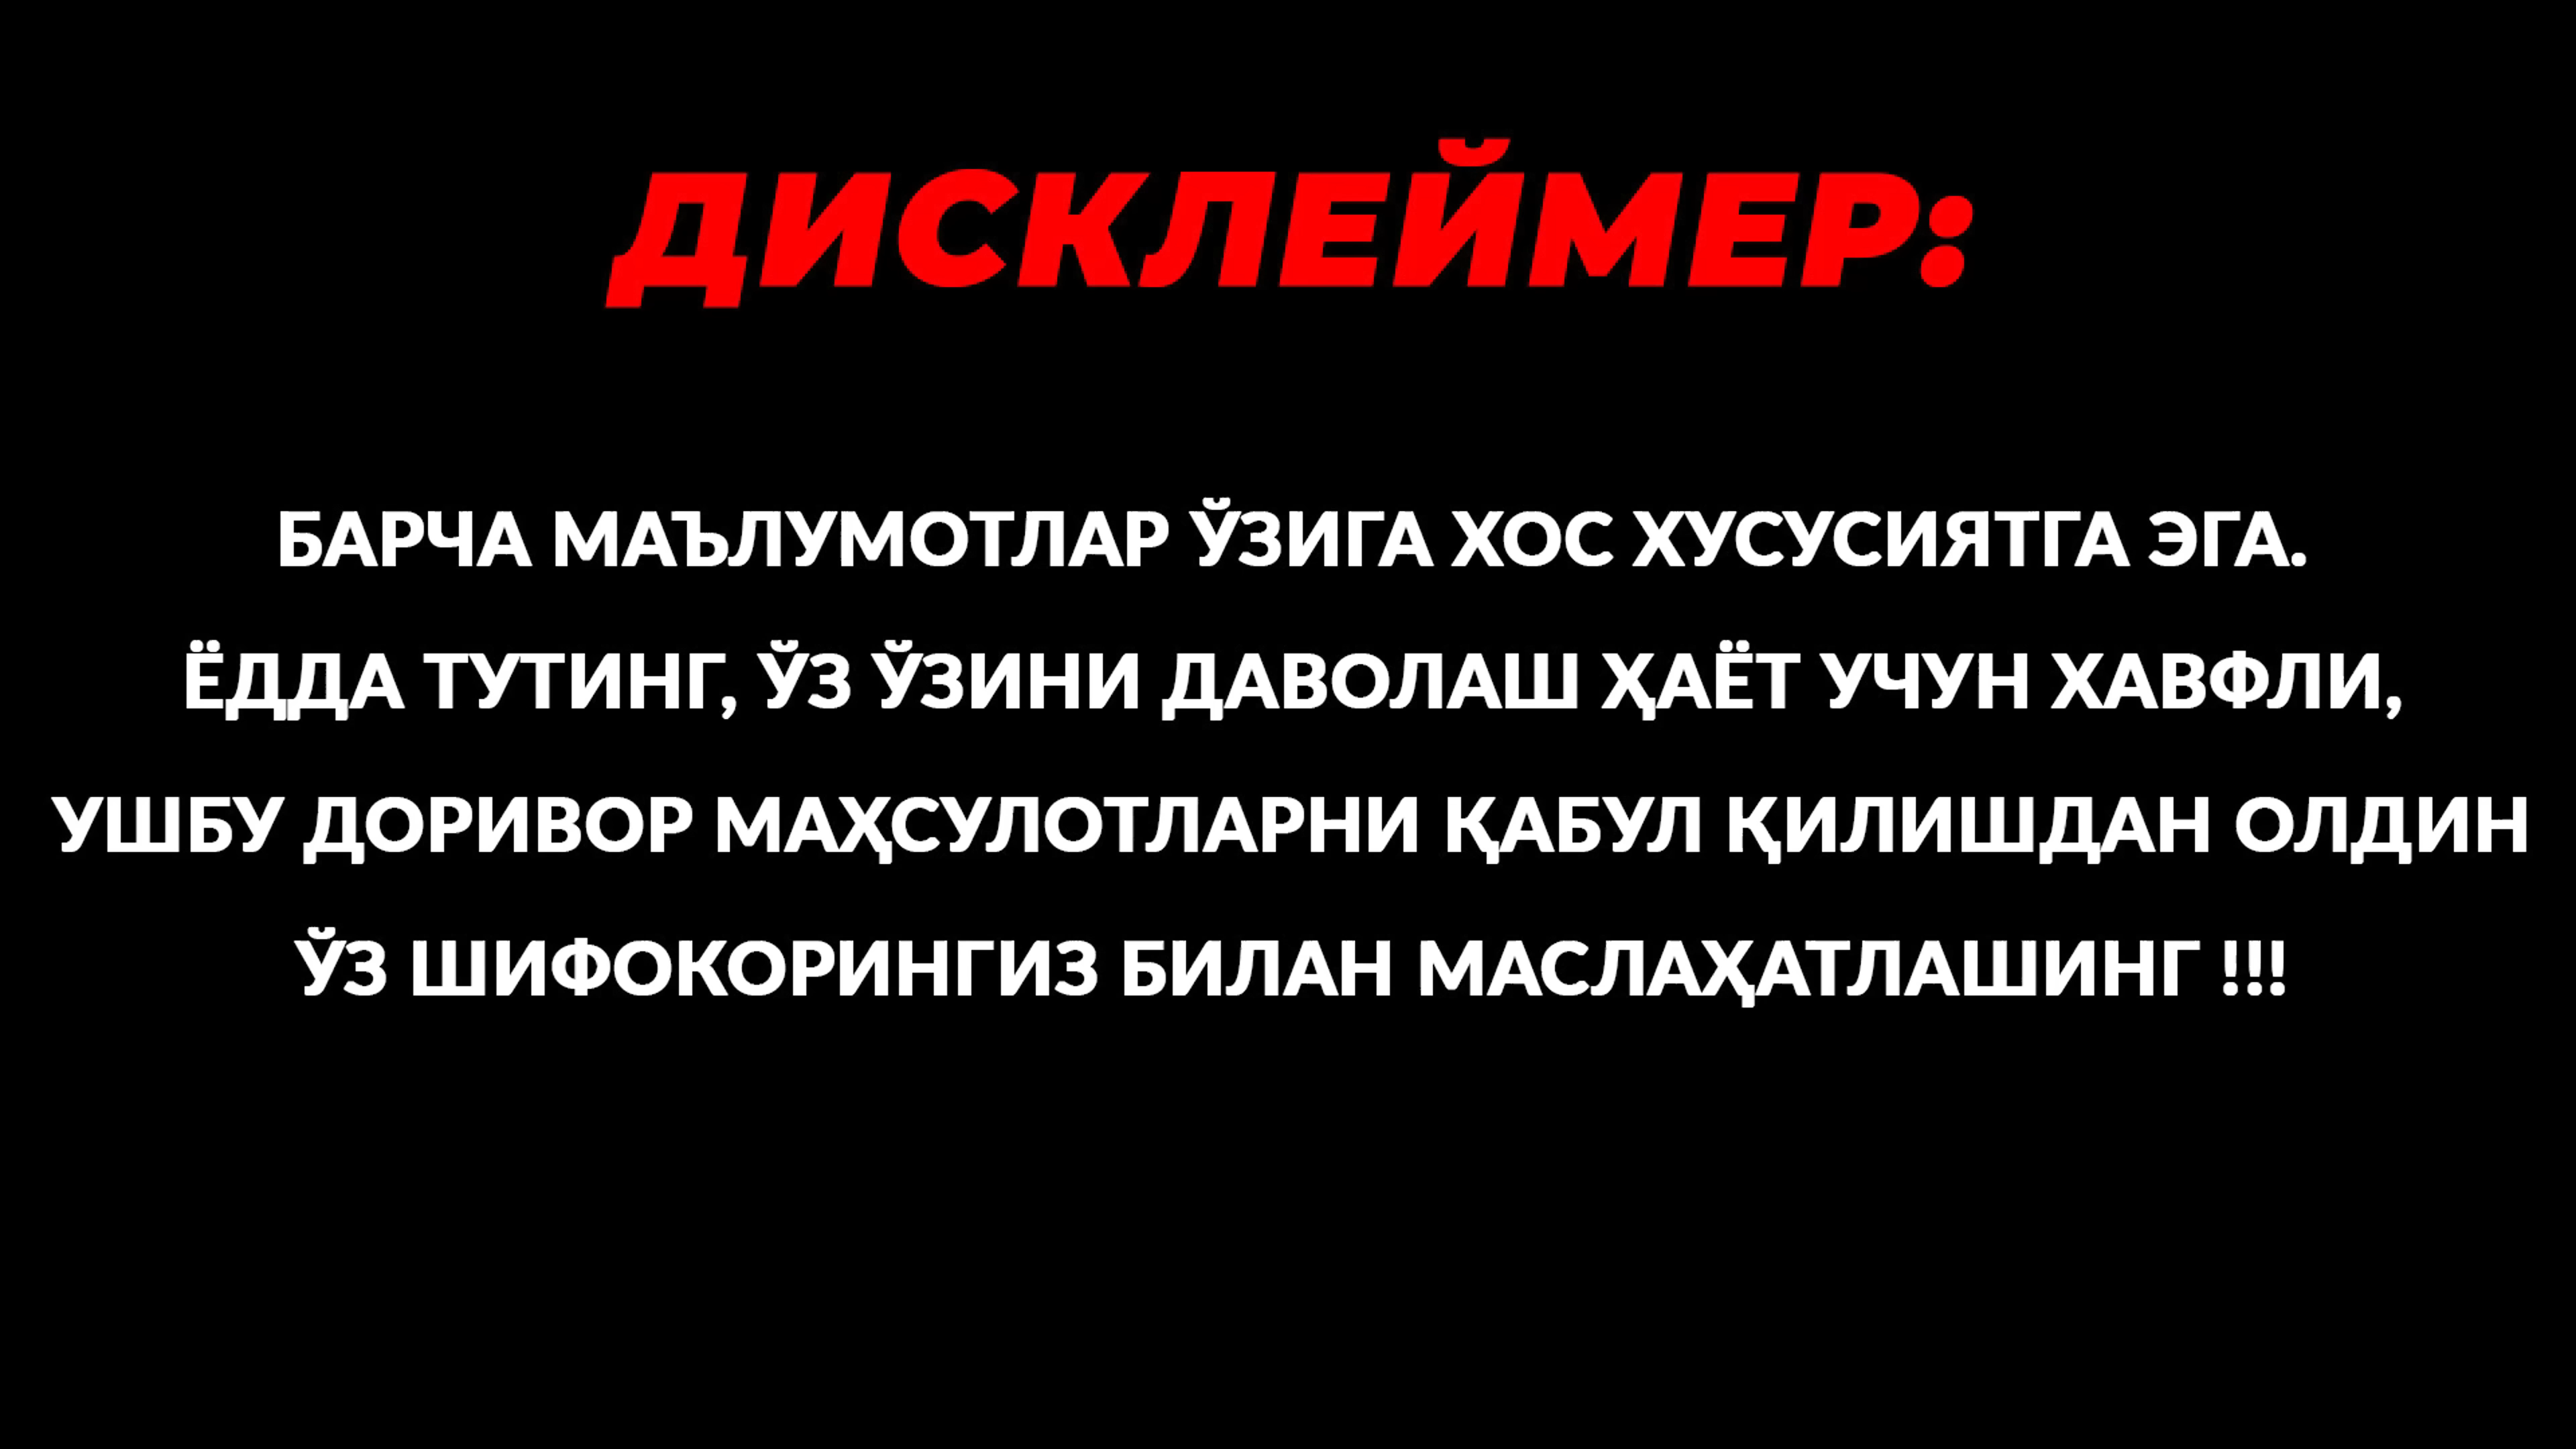 ДИСКЛЕЙМЕР:
БАРЧА МАЪЛУМОТЛАР ЎЗИГА ХОС ХУСУСИЯТГА ЭГА.
ЁДДА ТУТИНГ, ЎЗ ЎЗИНИ ДАВОЛАШ ҲАЁТ УЧУН ХАВФЛИ,
УШБУ ДОРИВОР МАҲСУЛОТЛАРНИ ҚАБУЛ ҚИЛИШДАН ОЛДИН
ЎЗ ШИФОКОРИНГИЗ БИЛАН МАСЛАҲАТЛАШИНГ !!!